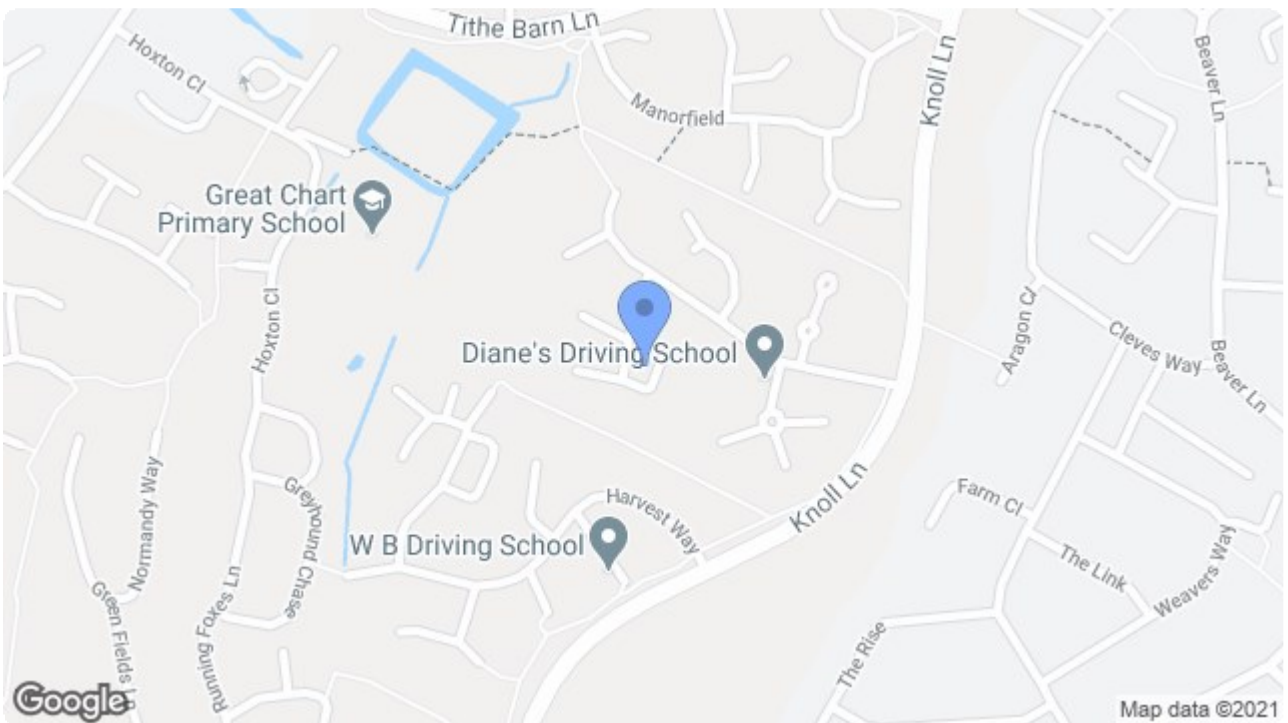 Tithe Barn Ln
Hoxton Cl
Knoll Ln
Beaver Ln
Manorfield
Great Chart
Primary School
Hoxton Cl
Aragon Cl
Cleves Way
Diane's Driving School
Beaver Ln
Normandy Way
Greyhound Chase
Harvest Way
Knoll Ln
Farm Cl
W B Driving School
The Link
Weavers Way
Green Fields Ln
Running Foxes Ln
The Rise
Google
Map data ©2021